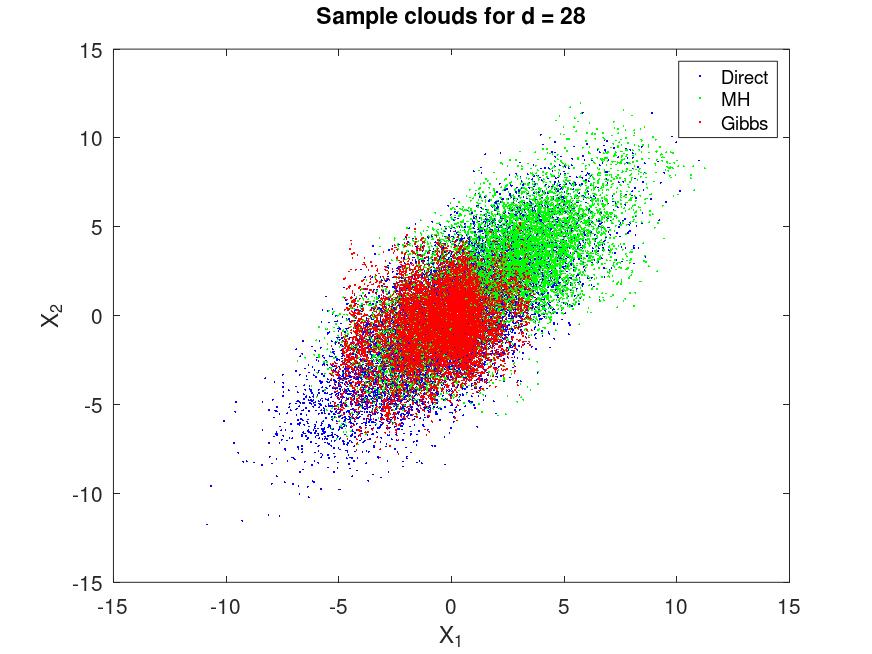 Sample clouds for d = 28
15
10
5
0
-5
-10
-15
X₂
Direct
MH
Gibbs
-15 -10 -5 0 5 10 15
X₁